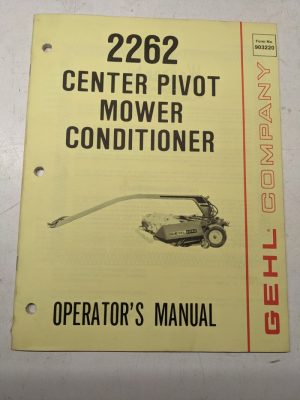 2262
CENTER PIVOT
MOWER
CONDITIONER
Form No.
903220
OPERATOR'S MANUAL
GEHL COMPANY